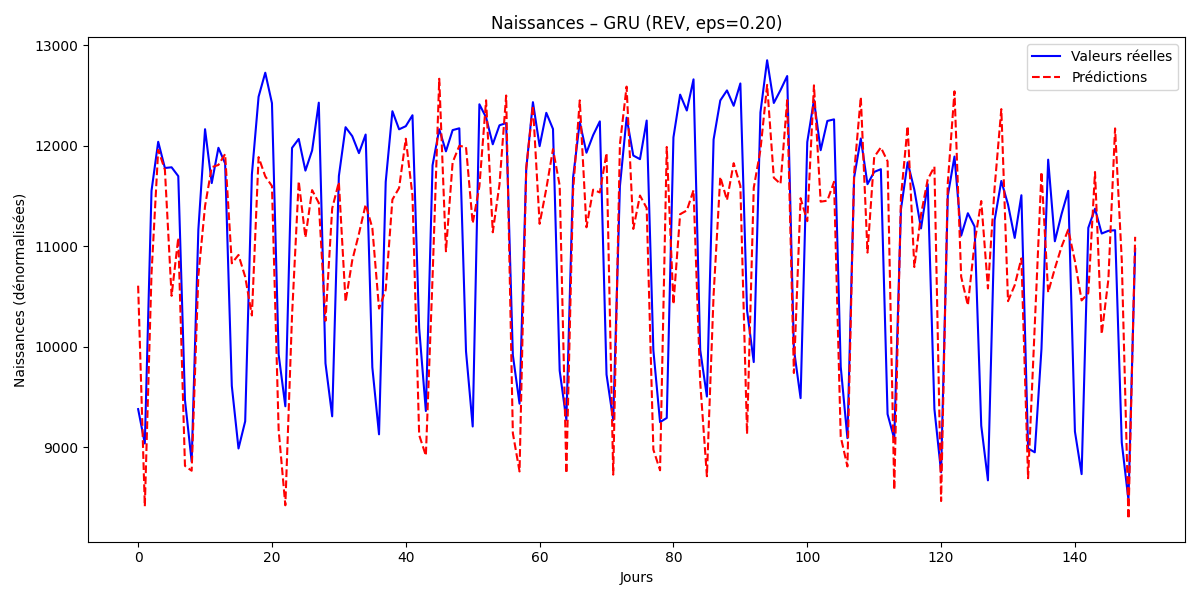 Naissances – GRU (REV, eps=0.20)
Valeurs réelles
Prédictions
13000
12000
11000
10000
9000
Naissances (dénormalisées)
0 20 40 60 80 100 120 140
Jours